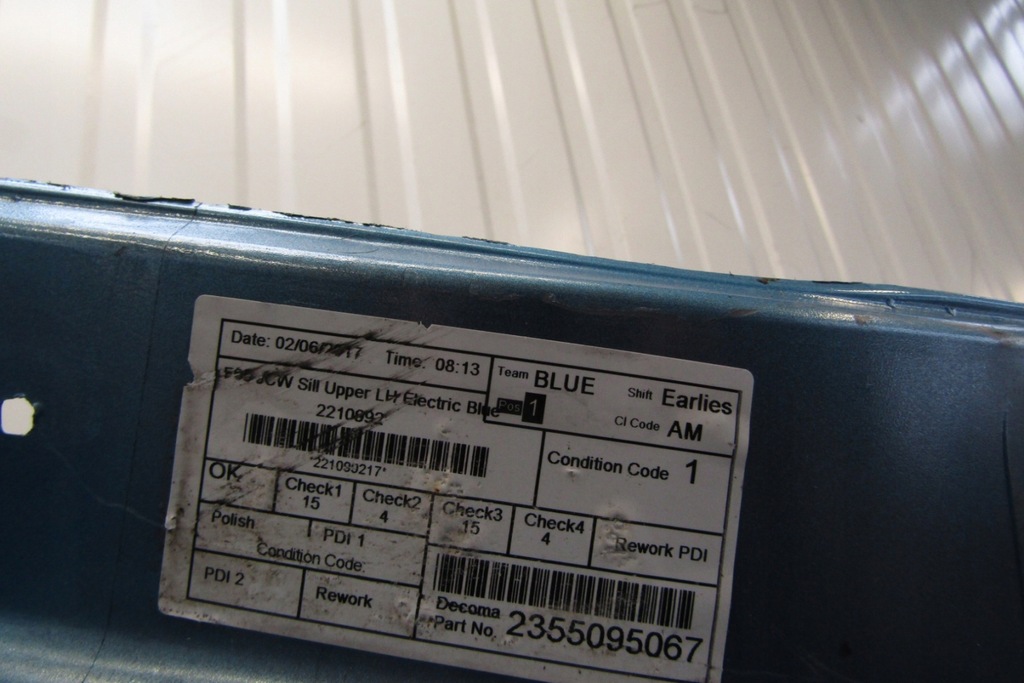 Date: 02/06/2017 Time: 08:13
Team BLUE Shift Earlies
Pos 1 CI Code AM
JCW Sill Upper LH Electric Blue
2210992
Condition Code 1
OK
Check1 15
Check2 4
Check3 15
Check4 4
Rework PDI
Polish
PDI 1
Condition Code:
PDI 2
Rework
Decoma
Part No. 2355095067